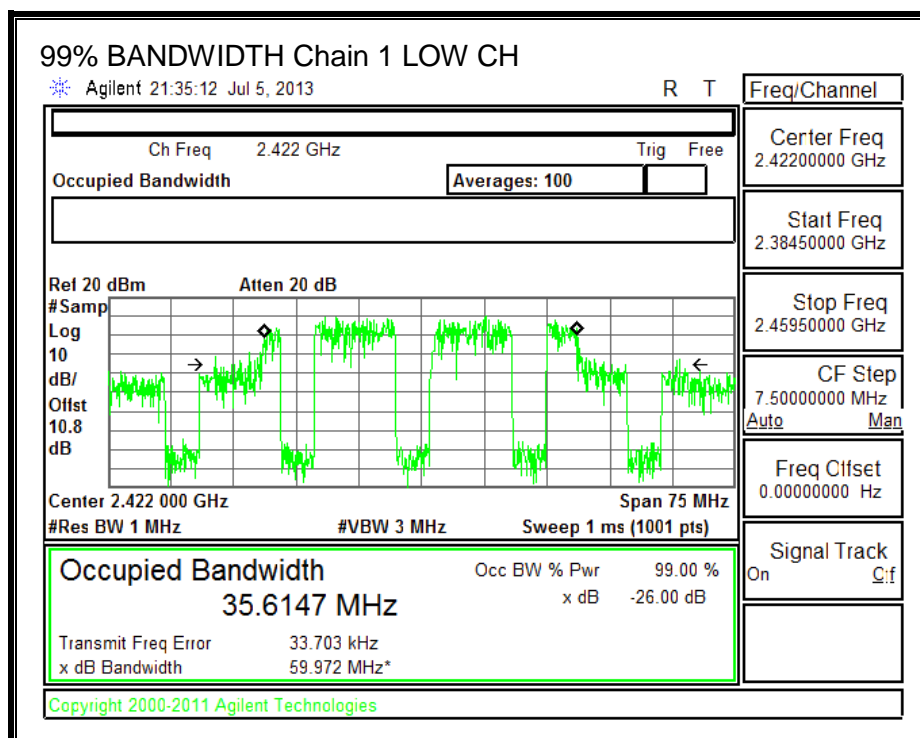 99% BANDWIDTH Chain 1 LOW CH
Agilent 21:35:12 Jul 5, 2013 R T
Freq/Channel
Ch Freq 2.422 GHz Trig Free
Occupied Bandwidth Averages: 100
Center Freq
2.42200000 GHz
Start Freq
2.38450000 GHz
Stop Freq
2.45950000 GHz
CF Step
7.50000000 MHz
Auto Man
Freq Offset
0.00000000 Hz
Signal Track
On Off
Ref 20 dBm Atten 20 dB
#Samp
Log
10
dB/
Offst
10.8
dB
Center 2.422 000 GHz Span 75 MHz
#Res BW 1 MHz #VBW 3 MHz Sweep 1 ms (1001 pts)
Occupied Bandwidth Occ BW % Pwr 99.00 %
35.6147 MHz x dB -26.00 dB
Transmit Freq Error 33.703 kHz
x dB Bandwidth 59.972 MHz*
Copyright 2000-2011 Agilent Technologies